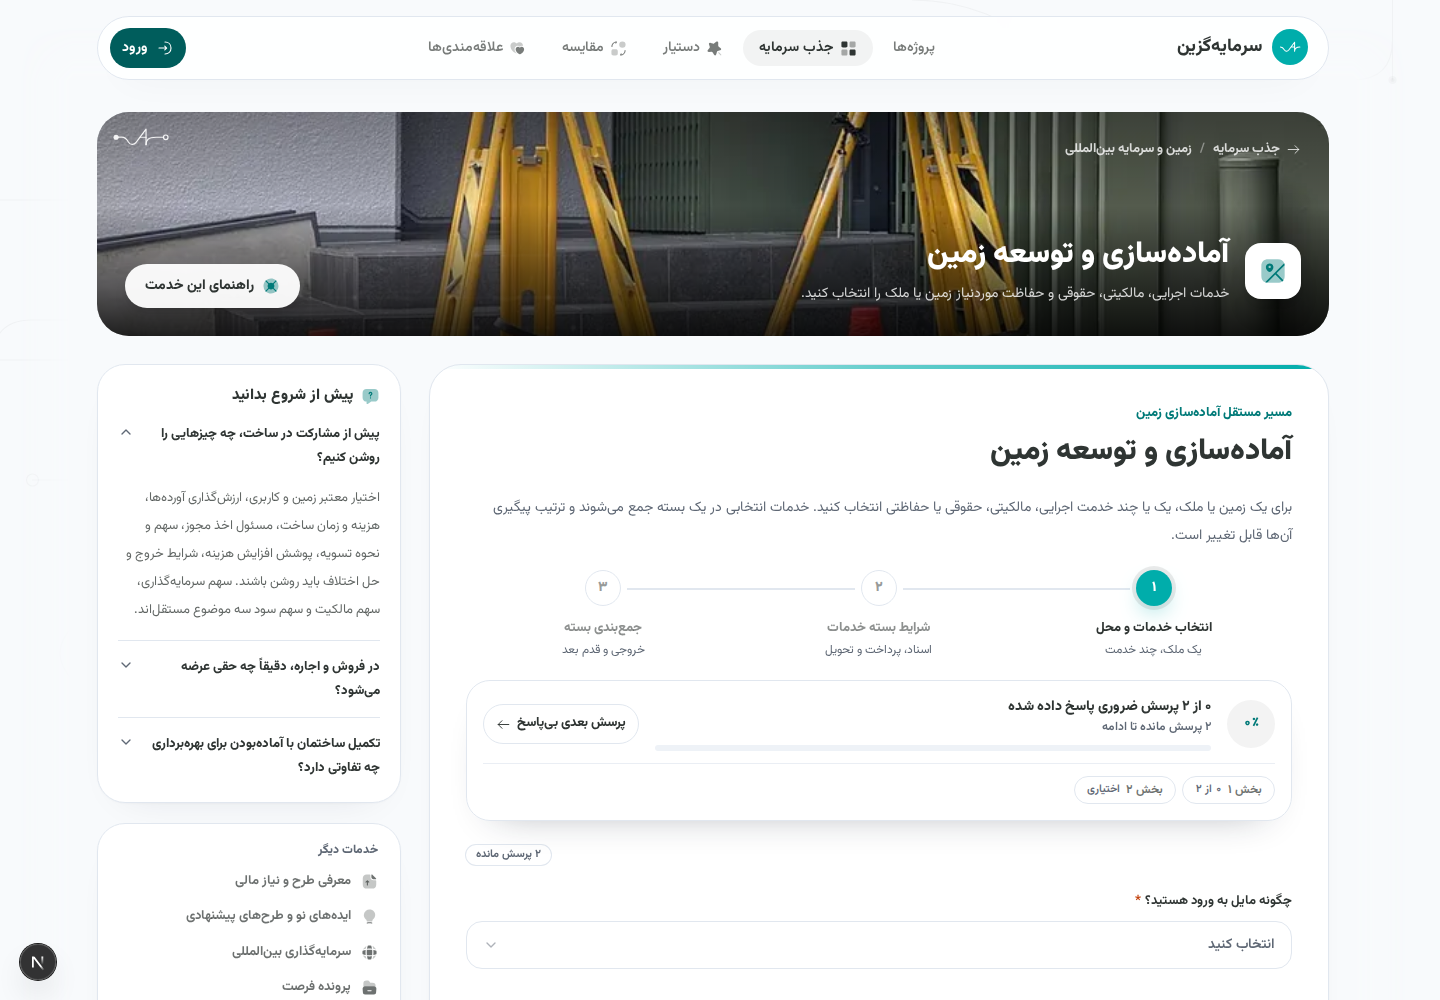 سرمایه‌گزین
پروژه‌ها
جذب سرمایه
دستیار
مقایسه
علاقه‌مندی‌ها
ورود
جذب سرمایه / زمین و سرمایه بین‌المللی
آماده‌سازی و توسعه زمین
خدمات اجرایی، مالکیتی، حقوقی و حفاظت موردنیاز زمین یا ملک را انتخاب کنید.
راهنمای این خدمت
مسیر مستقل آماده‌سازی زمین
آماده‌سازی و توسعه زمین
برای یک زمین یا ملک، یک یا چند خدمت اجرایی، مالکیتی، حقوقی یا حفاظتی انتخاب کنید. خدمات انتخابی در یک بسته جمع می‌شوند و ترتیب پیگیری
آن‌ها قابل تغییر است.
۱
انتخاب خدمات و محل
یک ملک، چند خدمت
۲
شرایط بسته خدمات
اسناد، پرداخت و تحویل
۳
جمع‌بندی بسته
خروجی و قدم بعد
۰٪
۰ از ۲ پرسش ضروری پاسخ داده شده
۲ پرسش مانده تا ادامه
پرسش بعدی بی‌پاسخ
بخش ۱ ۰ از ۲
بخش ۲ اختیاری
۲ پرسش مانده
چگونه مایل به ورود هستید؟ *
انتخاب کنید
پیش از شروع بدانید
پیش از مشارکت در ساخت، چه چیزهایی را
روشن کنیم؟
اختیار معتبر زمین و کاربری، ارزش‌گذاری آورده‌ها،
هزینه و زمان ساخت، مسئول اخذ مجوز، سهم و
نحوه تسویه، پوشش افزایش هزینه، شرایط خروج و
حل اختلاف باید روشن باشند. سهم سرمایه‌گذاری،
سهم مالکیت و سهم سود سه موضوع مستقل‌اند.
در فروش و اجاره، دقیقاً چه حقی عرضه
می‌شود؟
تکمیل ساختمان با آماده‌بودن برای بهره‌برداری
چه تفاوتی دارد؟
خدمات دیگر
معرفی طرح و نیاز مالی
ایده‌های نو و طرح‌های پیشنهادی
سرمایه‌گذاری بین‌المللی
پرونده فرصت
N